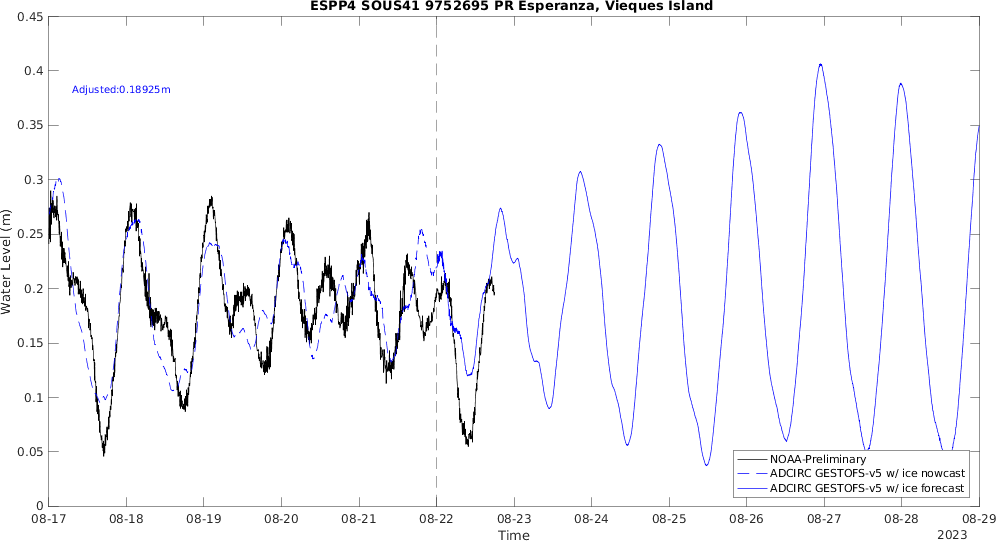 ESPP4 SOUS41 9752695 PR Esperanza, Vieques Island
0.45
0.4
0.35
0.3
0.25
0.2
0.15
0.1
0.05
0
Water Level (m)
Adjusted:0.18925m
NOAA-Preliminary
ADCIRC GESTOFS-v5 w/ ice nowcast
ADCIRC GESTOFS-v5 w/ ice forecast
08-17 08-18 08-19 08-20 08-21 08-22 08-23 08-24 08-25 08-26 08-27 08-28 08-29
Time
2023